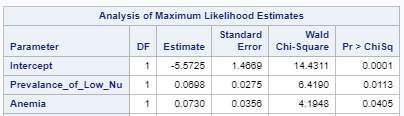 Analysis of Maximum Likelihood Estimates
Parameter DF Estimate Standard Error Wald Chi-Square Pr > ChiSq
Intercept 1 -5.5725 1.4669 14.4311 0.0001
Prevalance_of_Low_Nu 1 0.0698 0.0275 6.4190 0.0113
Anemia 1 0.0730 0.0356 4.1948 0.0405